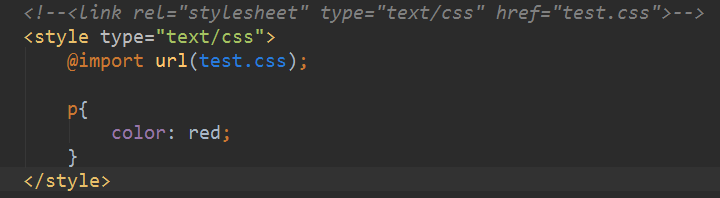 <!--<link rel="stylesheet" type="text/css" href="test.css">-->
<style type="text/css">
    @import url(test.css);

    p{
        color: red;
    }
</style>